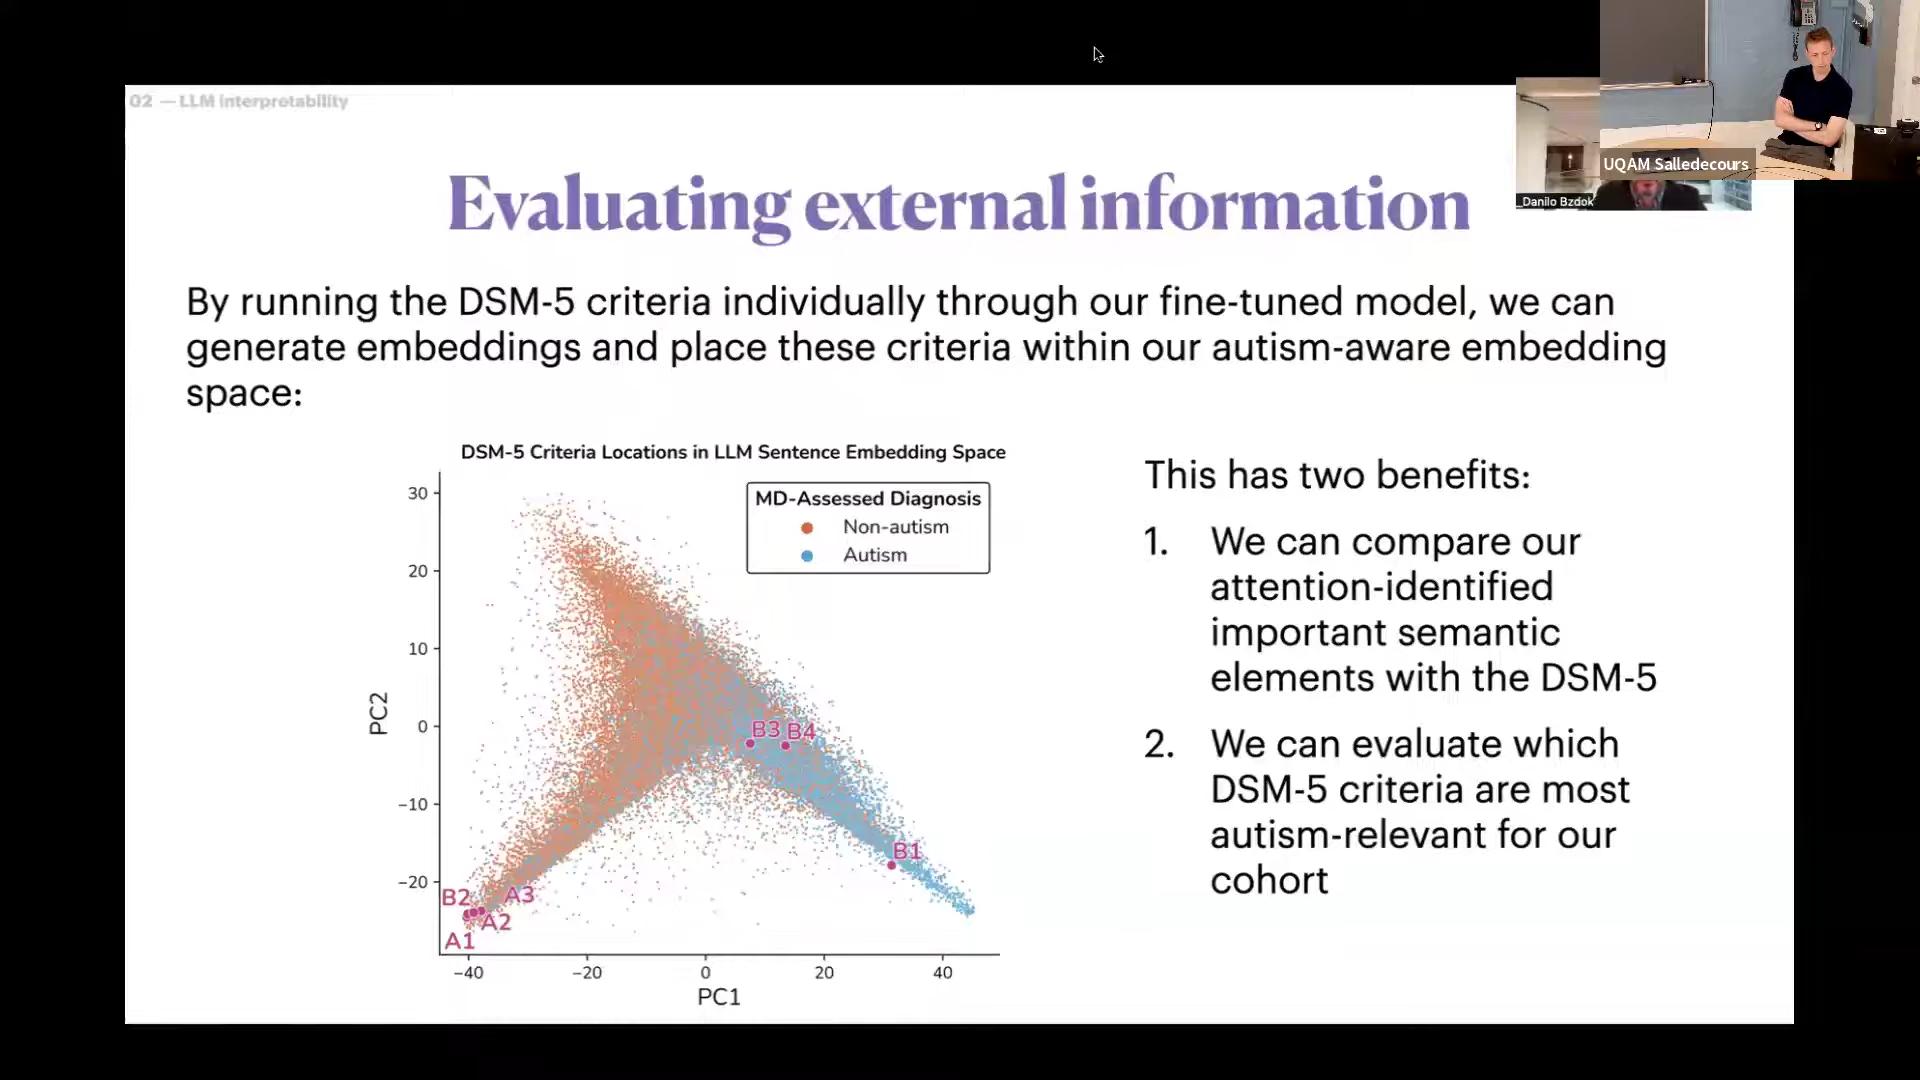 02 — LLM interpretability
UQAM Salledecours
_Danilo Bzdok
Evaluating external information
By running the DSM-5 criteria individually through our fine-tuned model, we can
generate embeddings and place these criteria within our autism-aware embedding
space:
DSM-5 Criteria Locations in LLM Sentence Embedding Space
MD-Assessed Diagnosis
Non-autism
Autism
30
20
10
0
−10
−20
PC2
B3 B4
B1
B2 A3
A2
A1
−40 −20 0 20 40
PC1
This has two benefits:
1. We can compare our
attention-identified
important semantic
elements with the DSM-5
2. We can evaluate which
DSM-5 criteria are most
autism-relevant for our
cohort